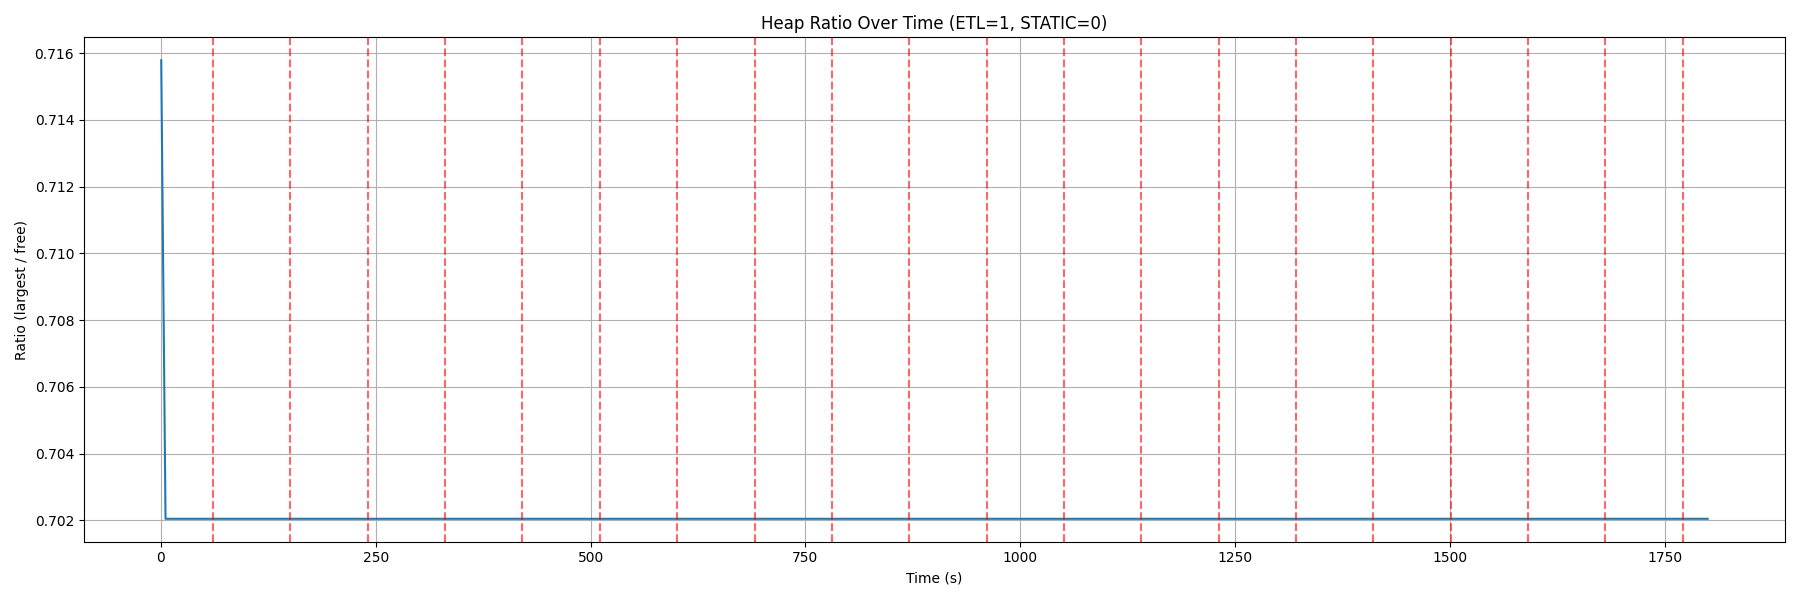 Heap Ratio Over Time (ETL=1, STATIC=0)
Ratio (largest / free)
0.716
0.714
0.712
0.710
0.708
0.706
0.704
0.702
0 250 500 750 1000 1250 1500 1750
Time (s)